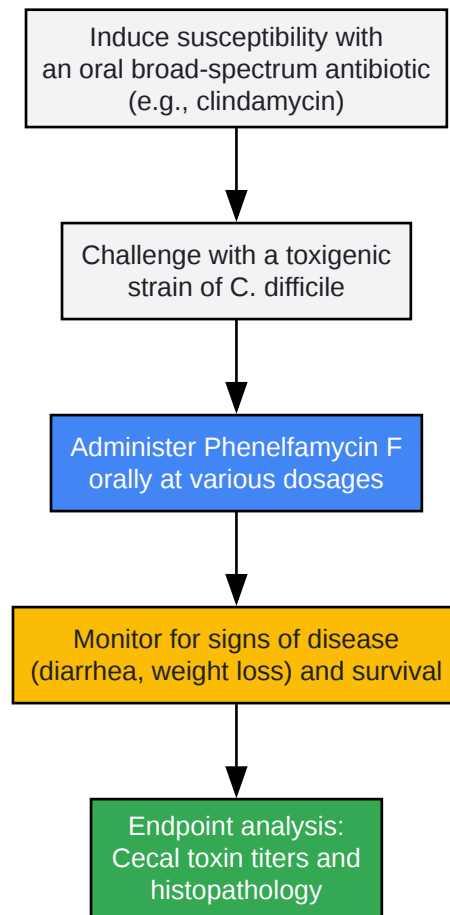 Induce susceptibility with
an oral broad-spectrum antibiotic
(e.g., clindamycin)
Challenge with a toxigenic
strain of C. difficile
Administer Phenelfamycin F
orally at various dosages
Monitor for signs of disease
(diarrhea, weight loss) and survival
Endpoint analysis:
Cecal toxin titers and
histopathology